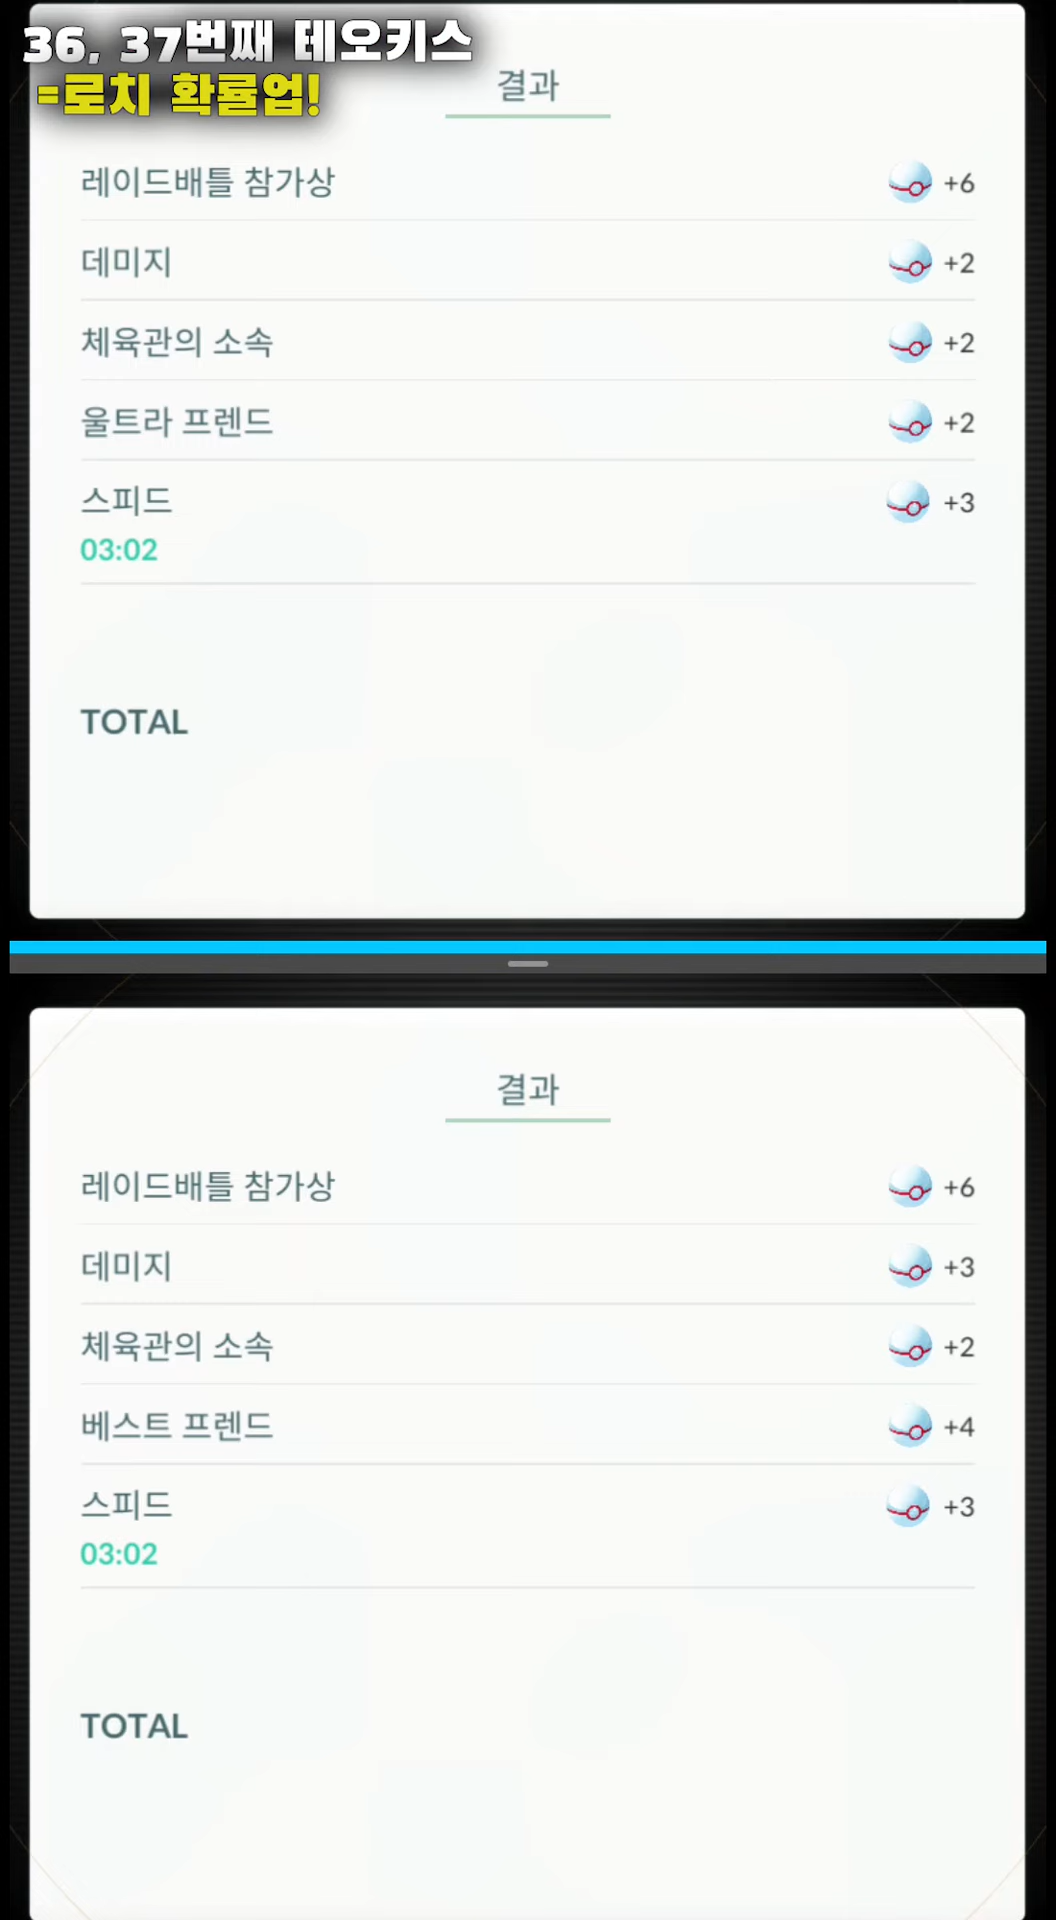 36, 37번째 테오키스
=로치 확률업!
결과
레이드배틀 참가상 +6
데미지 +2
체육관의 소속 +2
울트라 프렌드 +2
스피드 +3
03:02
TOTAL
결과
레이드배틀 참가상 +6
데미지 +3
체육관의 소속 +2
베스트 프렌드 +4
스피드 +3
03:02
TOTAL